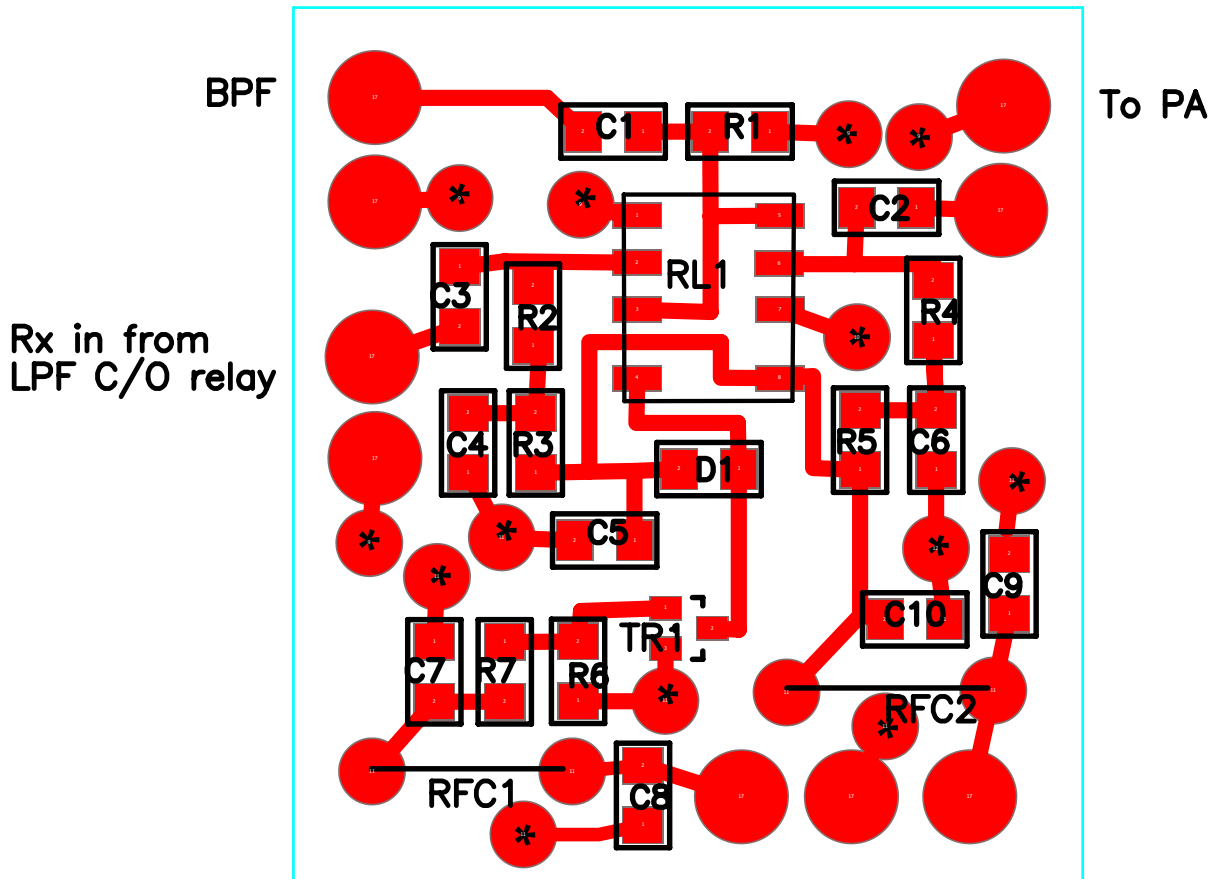 BPF
To PA
C1
R1
C2
RL1
C3
R2
R4
Rx in from
LPF C/O relay
C4
R3
D1
R5
C6
C5
C9
C10
TR1
C7
R7
R6
RFC2
RFC1
C8